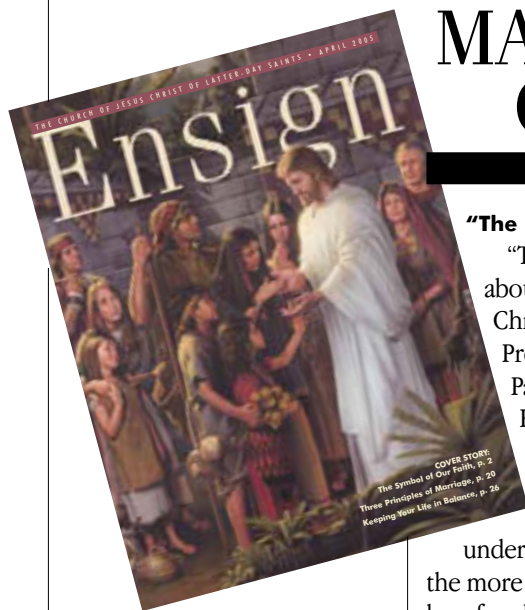 THE CHURCH OF JESUS CHRIST OF LATTER-DAY SAINTS • APRIL 2005
Ensign
COVER STORY:
The Symbol of Our Faith, p. 2
Three Principles of Marriage, p. 20
Keeping Your Life in Balance, p. 26
MA
"The
"T
abou
Chri
Pr
Pa
under
the more